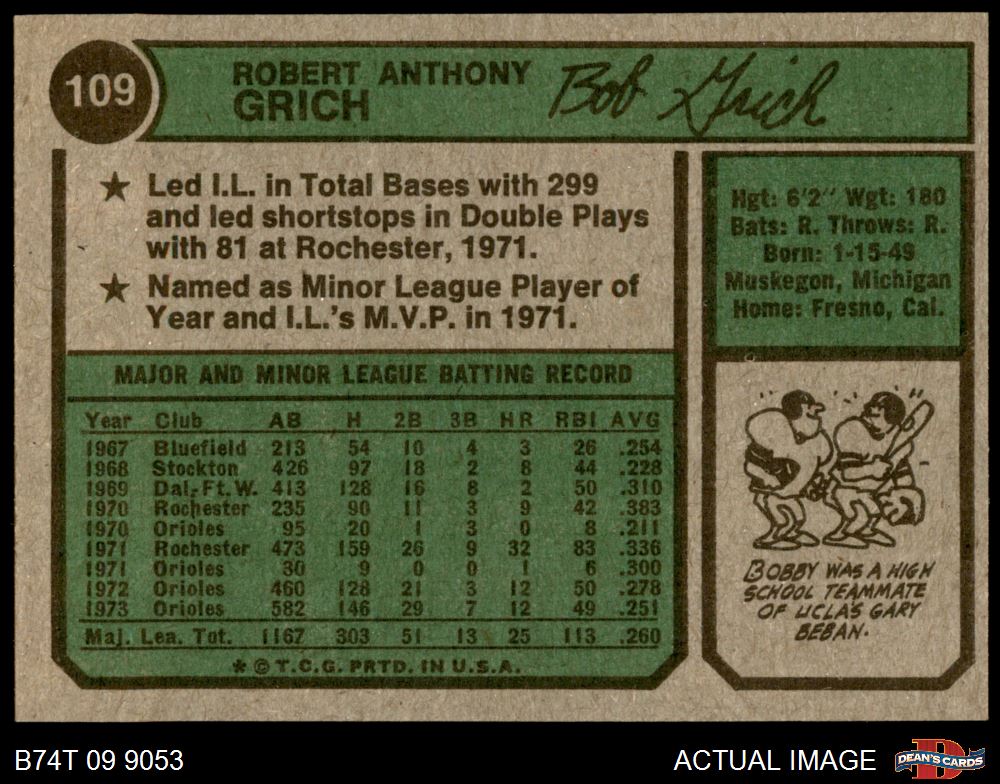 109
ROBERT ANTHONY
GRICH
Bob Grich
★ Led I.L. in Total Bases with 299
and led shortstops in Double Plays
with 81 at Rochester, 1971.
★ Named as Minor League Player of
Year and I.L.'s M.V.P. in 1971.
Hgt: 6'2" Wgt: 180
Bats: R. Throws: R.
Born: 1-15-49
Muskegon, Michigan
Home: Fresno, Cal.
MAJOR AND MINOR LEAGUE BATTING RECORD
Year Club AB H 2B 3B HR RBI AVG
1967 Bluefield 213 54 10 4 3 26 .254
1968 Stockton 426 97 18 2 8 44 .228
1969 Dal.-Ft.W. 413 128 16 8 2 50 .310
1970 Rochester 235 90 11 3 9 42 .383
1970 Orioles 95 20 1 3 0 8 .211
1971 Rochester 473 159 26 9 32 83 .336
1971 Orioles 30 9 0 0 1 6 .300
1972 Orioles 460 128 21 3 12 50 .278
1973 Orioles 582 146 29 7 12 49 .251
Maj. Lea. Tot. 1167 303 51 13 25 113 .260
* © T.C.G. PRTD. IN U.S.A.
BOBBY WAS A HIGH
SCHOOL TEAMMATE
OF UCLA'S GARY
BEBAN.
B74T 09 9053
ACTUAL IMAGE
DEAN'S CARDS